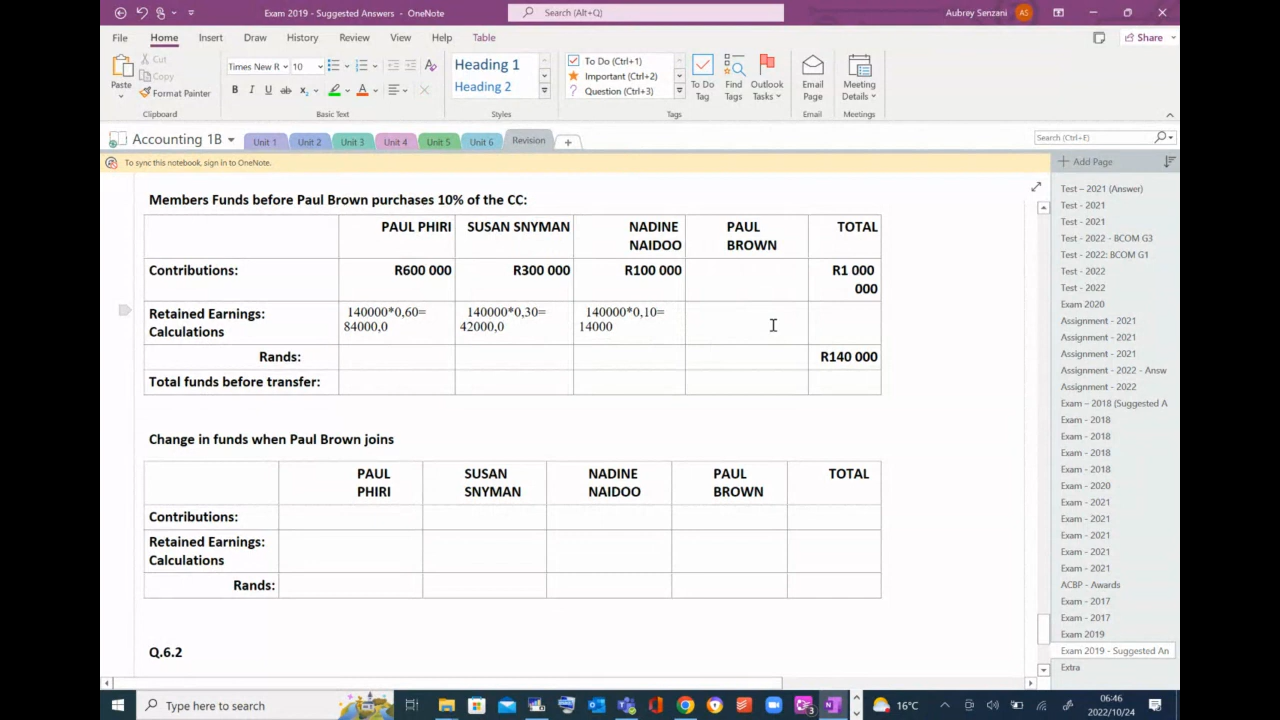 Exam 2019 - Suggested Answers - OneNote
Search (Alt+Q)
Aubrey Senzani
AS
File Home Insert Draw History Review View Help Table
Share
Paste
Cut
Copy
Format Painter
Clipboard
Times New R
10
B I U ab x A
Basic Text
Heading 1
Heading 2
Styles
To Do (Ctrl+1)
Important (Ctrl+2)
Question (Ctrl+3)
To Do Tag
Find Tags
Outlook Tasks
Tags
Email Page
Email
Meeting Details
Meetings
Accounting 1B
Unit 1 Unit 2 Unit 3 Unit 4 Unit 5 Unit 6 Revision
Search (Ctrl+E)
To sync this notebook, sign in to OneNote.
Add Page
Members Funds before Paul Brown purchases 10% of the CC:
PAUL PHIRI SUSAN SNYMAN NADINE PAUL TOTAL
NAIDOO BROWN
Contributions: R600 000 R300 000 R100 000 R1 000
000
Retained Earnings: 140000*0,60= 140000*0,30= 140000*0,10=
Calculations 84000,0 42000,0 14000
Rands: R140 000
Total funds before transfer:
Change in funds when Paul Brown joins
PAUL SUSAN NADINE PAUL TOTAL
PHIRI SNYMAN NAIDOO BROWN
Contributions:
Retained Earnings:
Calculations
Rands:
Q.6.2
Test – 2021 (Answer)
Test - 2021
Test - 2021
Test - 2022 - BCOM G3
Test - 2022: BCOM G1
Test - 2022
Test - 2022
Exam 2020
Assignment - 2021
Assignment - 2021
Assignment - 2021
Assignment - 2022 - Answ
Assignment - 2022
Exam – 2018 (Suggested A
Exam - 2018
Exam - 2018
Exam - 2018
Exam - 2018
Exam - 2020
Exam - 2021
Exam - 2021
Exam - 2021
Exam - 2021
Exam - 2021
ACBP - Awards
Exam - 2017
Exam - 2017
Exam 2019
Exam 2019 - Suggested An
Extra
Type here to search
3
N
16°C
06:46
2022/10/24